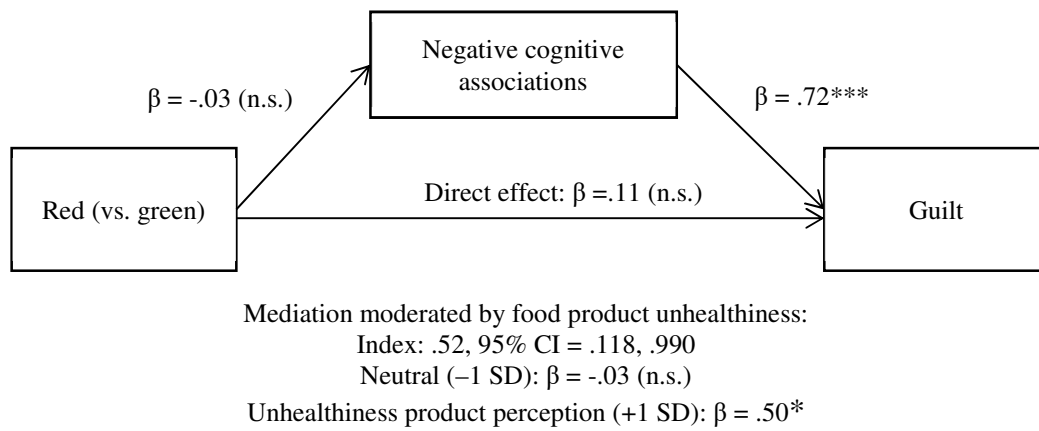 Negative cognitive
associations
β = -.03 (n.s.)
β = .72***
Red (vs. green)
Direct effect: β =.11 (n.s.)
Guilt
Mediation moderated by food product unhealthiness:
Index: .52, 95% CI = .118, .990
Neutral (–1 SD): β = -.03 (n.s.)
Unhealthiness product perception (+1 SD): β = .50*